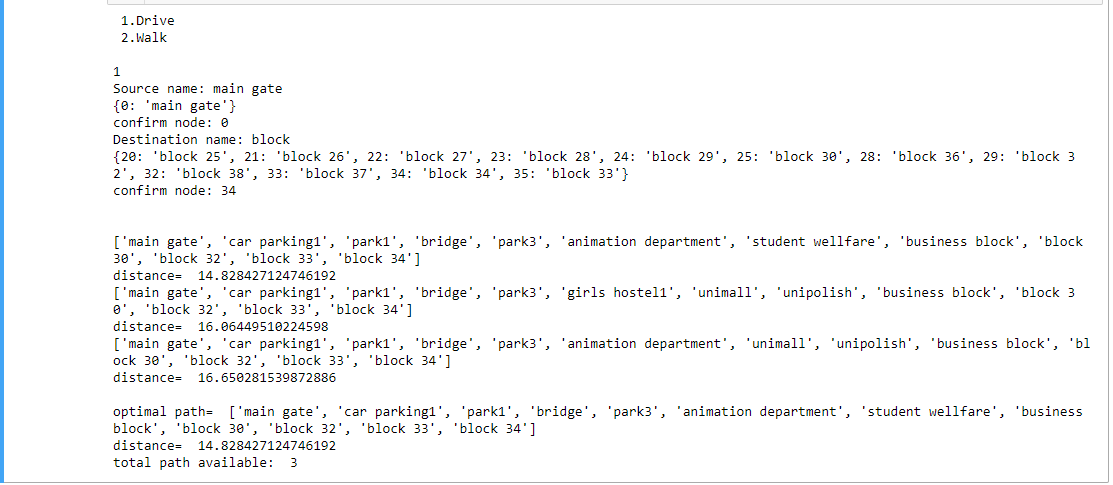 1.Drive
2.Walk
1
Source name: main gate
{0: 'main gate'}
confirm node: 0
Destination name: block
{20: 'block 25', 21: 'block 26', 22: 'block 27', 23: 'block 28', 24: 'block 29', 25: 'block 30', 28: 'block 36', 29: 'block 3
2', 32: 'block 38', 33: 'block 37', 34: 'block 34', 35: 'block 33'}
confirm node: 34
['main gate', 'car parking1', 'park1', 'bridge', 'park3', 'animation department', 'student wellfare', 'business block', 'block
30', 'block 32', 'block 33', 'block 34']
distance=  14.828427124746192
['main gate', 'car parking1', 'park1', 'bridge', 'park3', 'girls hostel1', 'unimall', 'unipolish', 'business block', 'block 3
0', 'block 32', 'block 33', 'block 34']
distance=  16.06449510224598
['main gate', 'car parking1', 'park1', 'bridge', 'park3', 'animation department', 'unimall', 'unipolish', 'business block', 'bl
ock 30', 'block 32', 'block 33', 'block 34']
distance=  16.650281539872886
optimal path=  ['main gate', 'car parking1', 'park1', 'bridge', 'park3', 'animation department', 'student wellfare', 'business
block', 'block 30', 'block 32', 'block 33', 'block 34']
distance=  14.828427124746192
total path available:  3